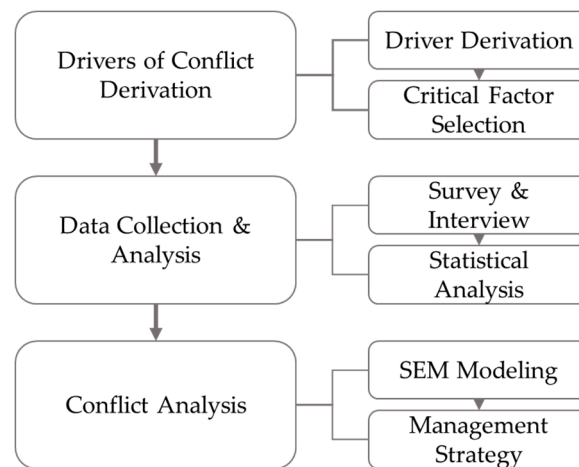 Drivers of Conflict
Derivation
Driver Derivation
Critical Factor
Selection
Data Collection &
Analysis
Survey &
Interview
Statistical
Analysis
Conflict Analysis
SEM Modeling
Management
Strategy